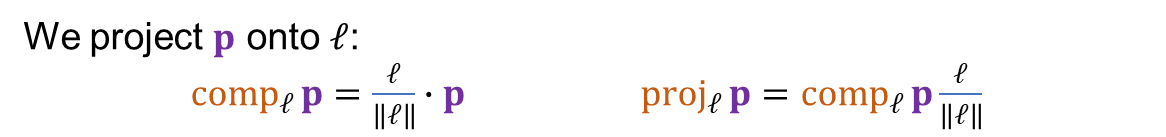 We project p onto ℓ:
comp_ℓ p = ℓ/‖ℓ‖ · p    proj_ℓ p = comp_ℓ p ℓ/‖ℓ‖